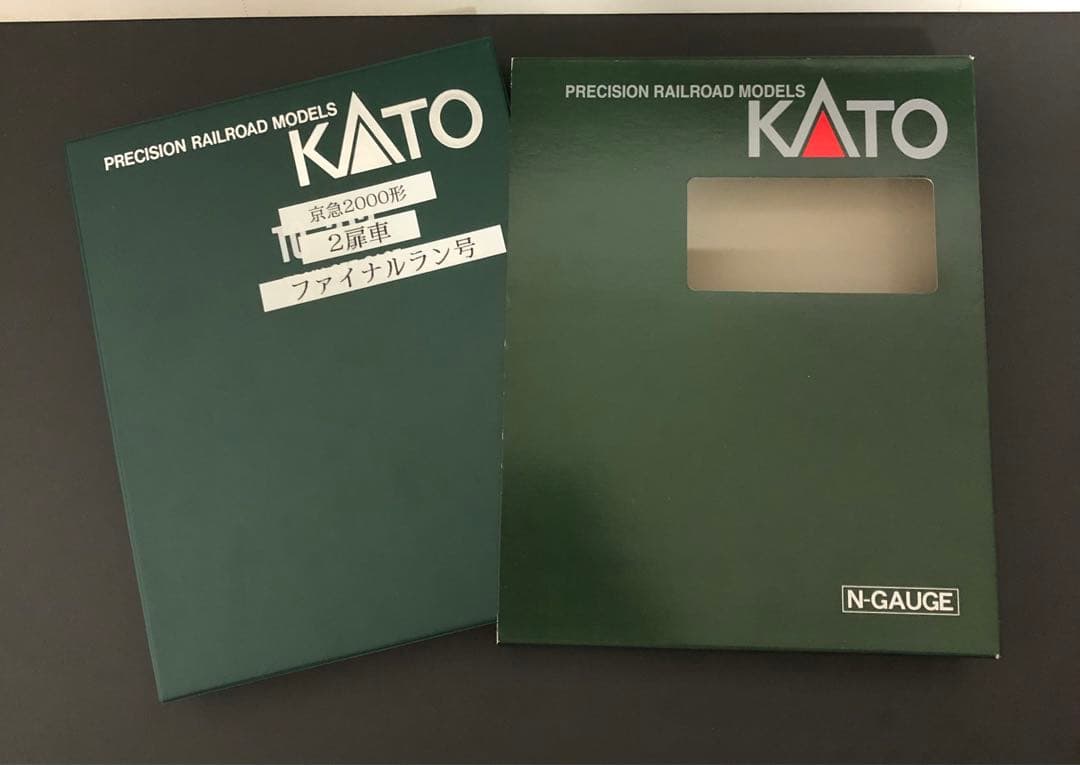 PRECISION RAILROAD MODELS
KATO
京急2000形
2扉車
ファイナルラン号
PRECISION RAILROAD MODELS
KATO
N-GAUGE